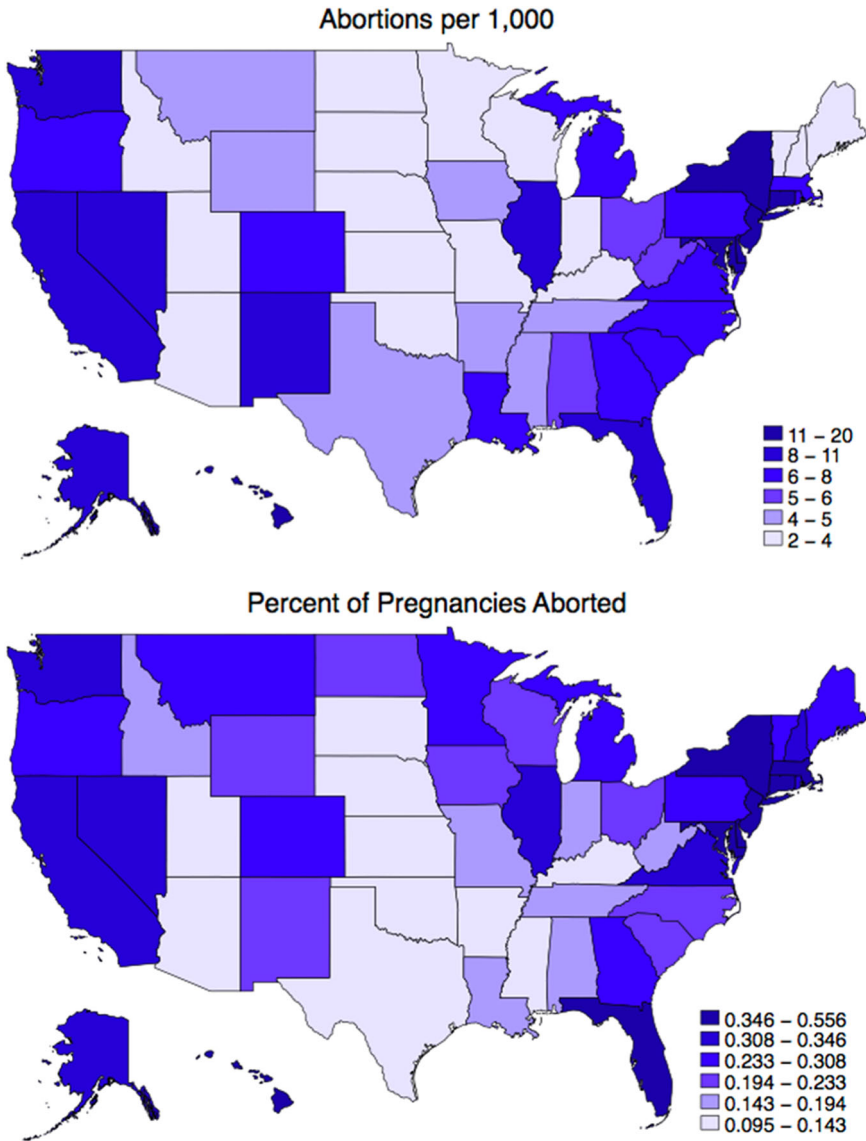 Abortions per 1,000
11 – 20
8 – 11
6 – 8
5 – 6
4 – 5
2 – 4
Percent of Pregnancies Aborted
0.346 – 0.556
0.308 – 0.346
0.233 – 0.308
0.194 – 0.233
0.143 – 0.194
0.095 – 0.143